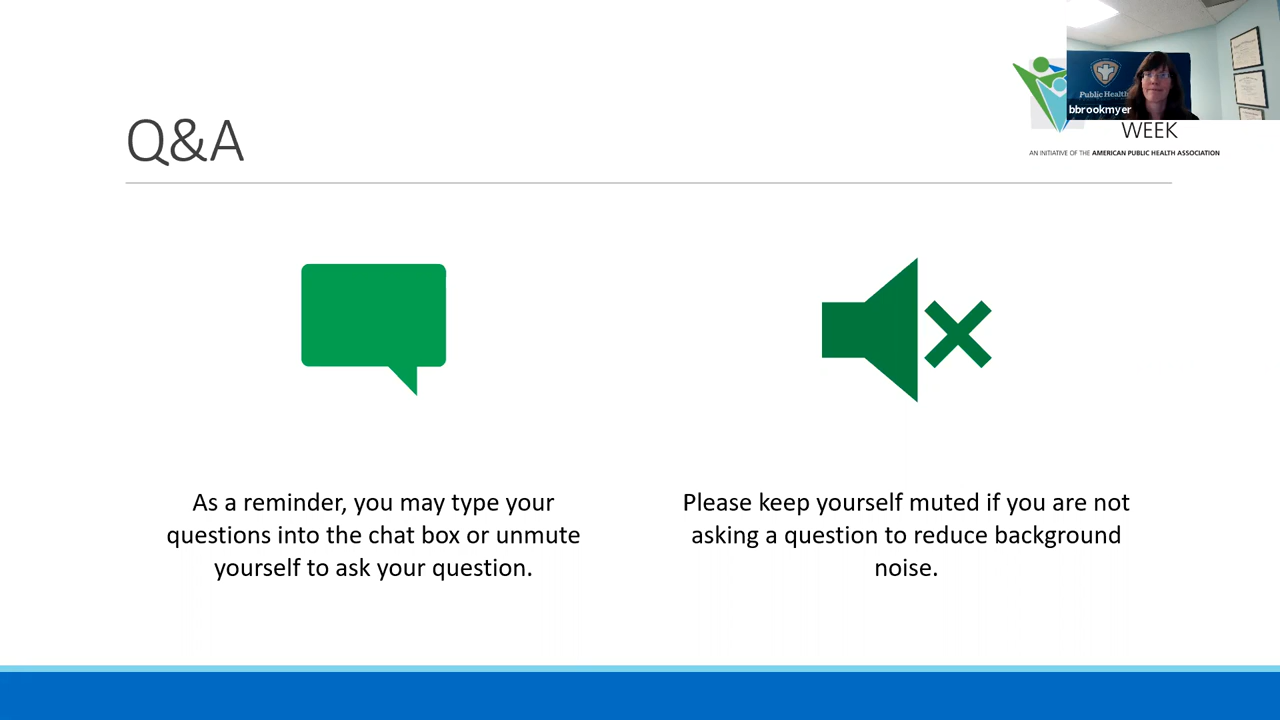 Q&A
Public Health
bbrookmyer
WEEK
AN INITIATIVE OF THE AMERICAN PUBLIC HEALTH ASSOCIATION
As a reminder, you may type your
questions into the chat box or unmute
yourself to ask your question.
Please keep yourself muted if you are not
asking a question to reduce background
noise.